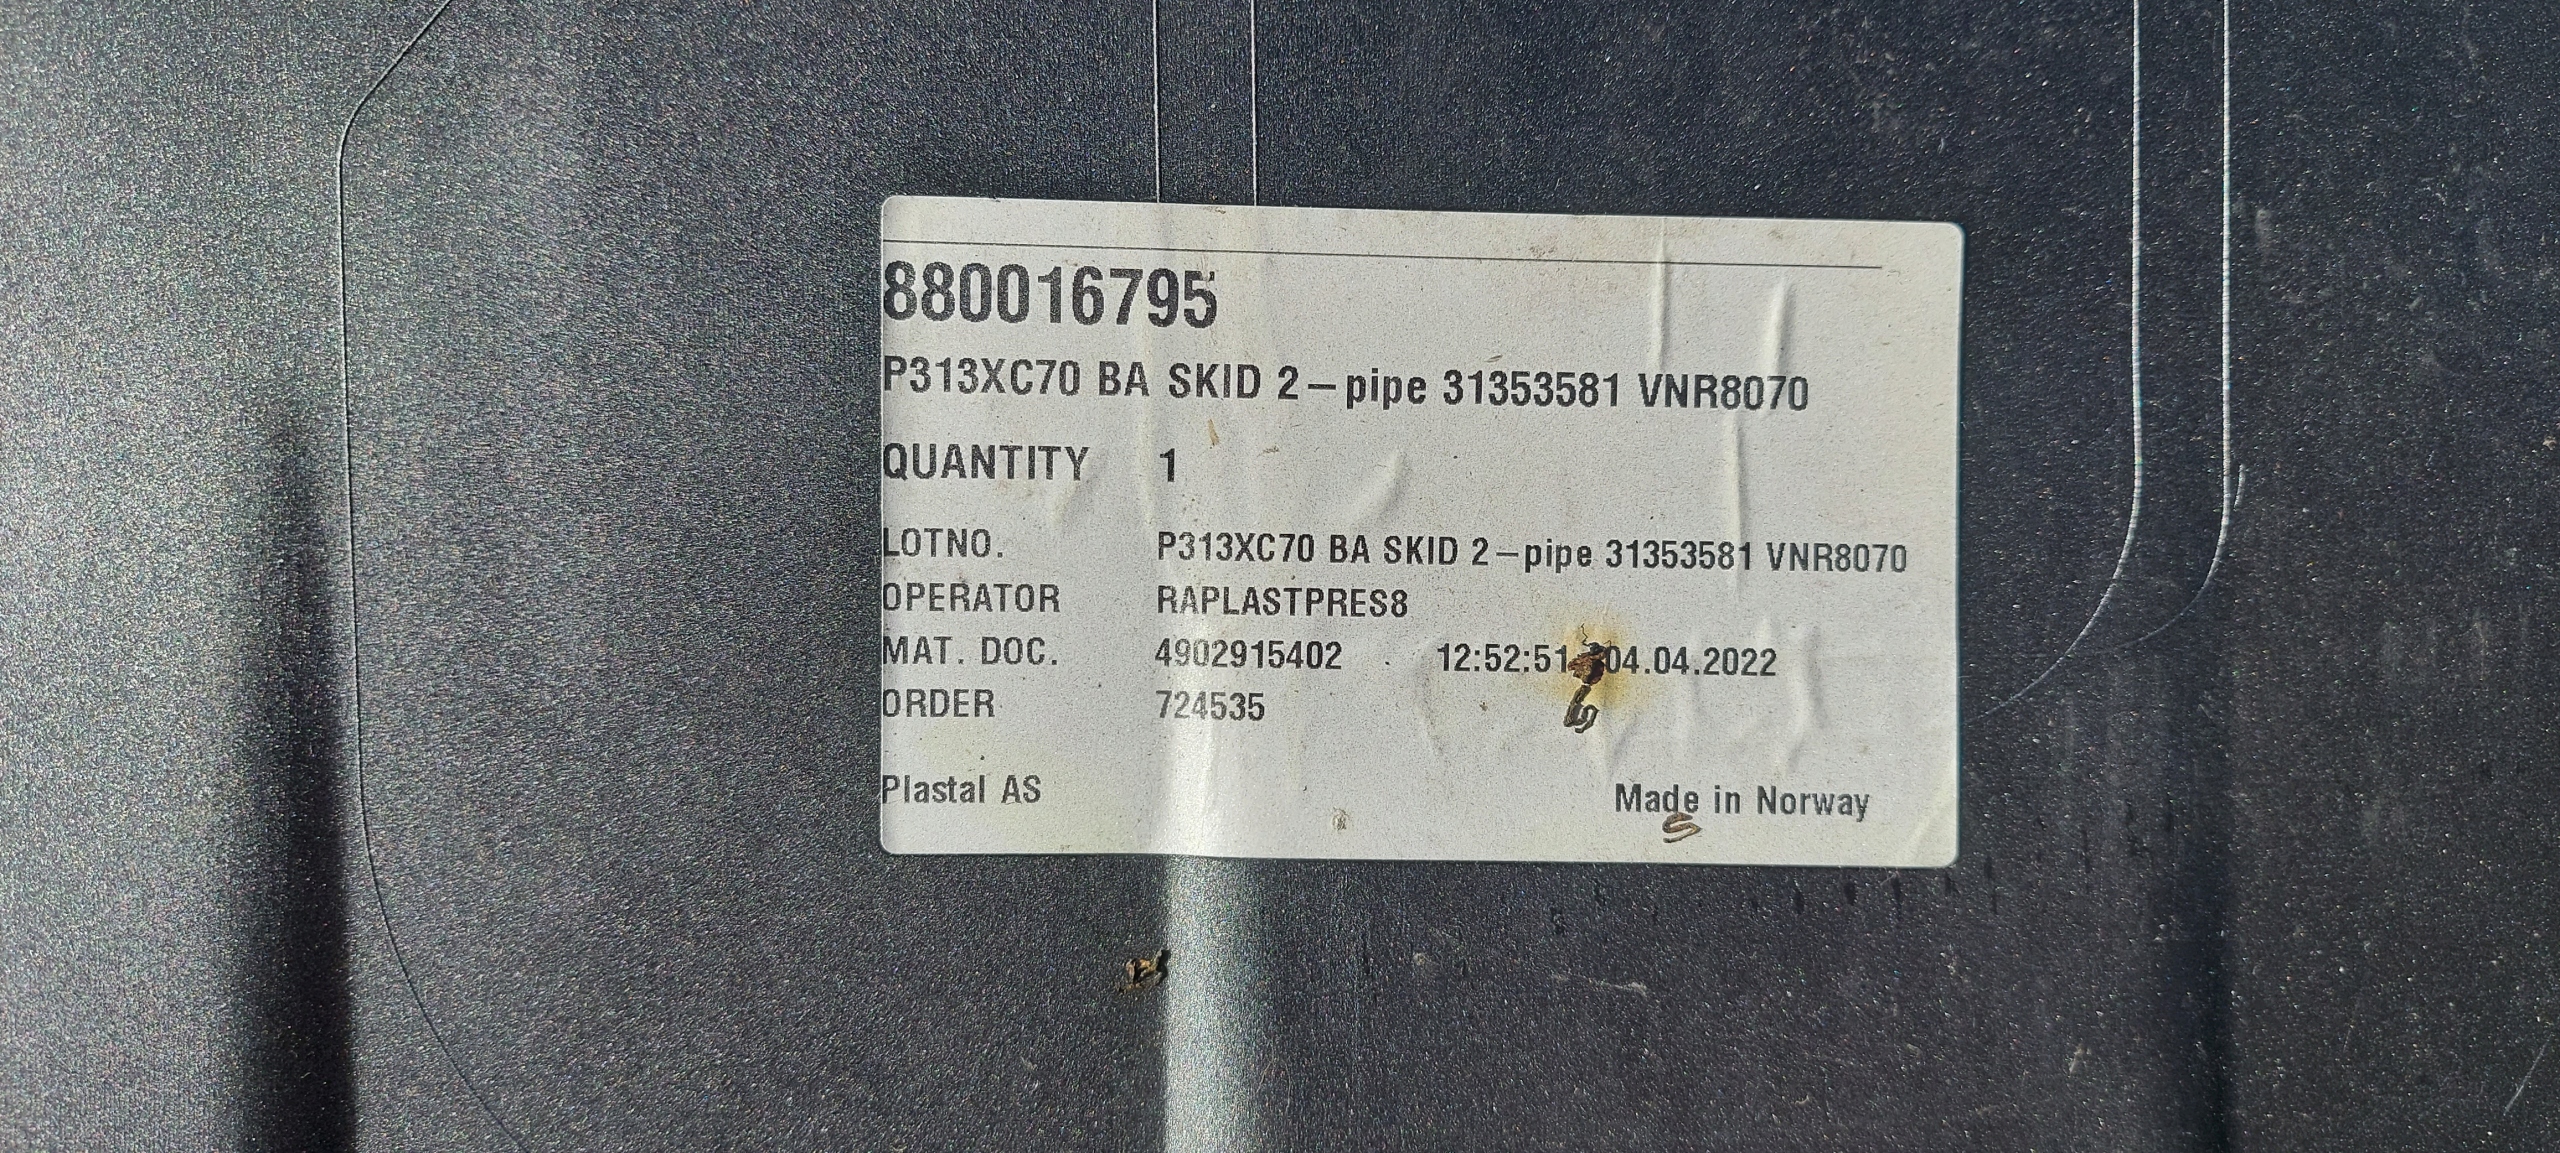 880016795
P313XC70 BA SKID 2-pipe 31353581 VNR8070
QUANTITY 1
LOTNO. P313XC70 BA SKID 2-pipe 31353581 VNR8070
OPERATOR RAPLASTPRES8
MAT. DOC. 4902915402 12:52:51 04.04.2022
ORDER 724535
Plastal AS Made in Norway